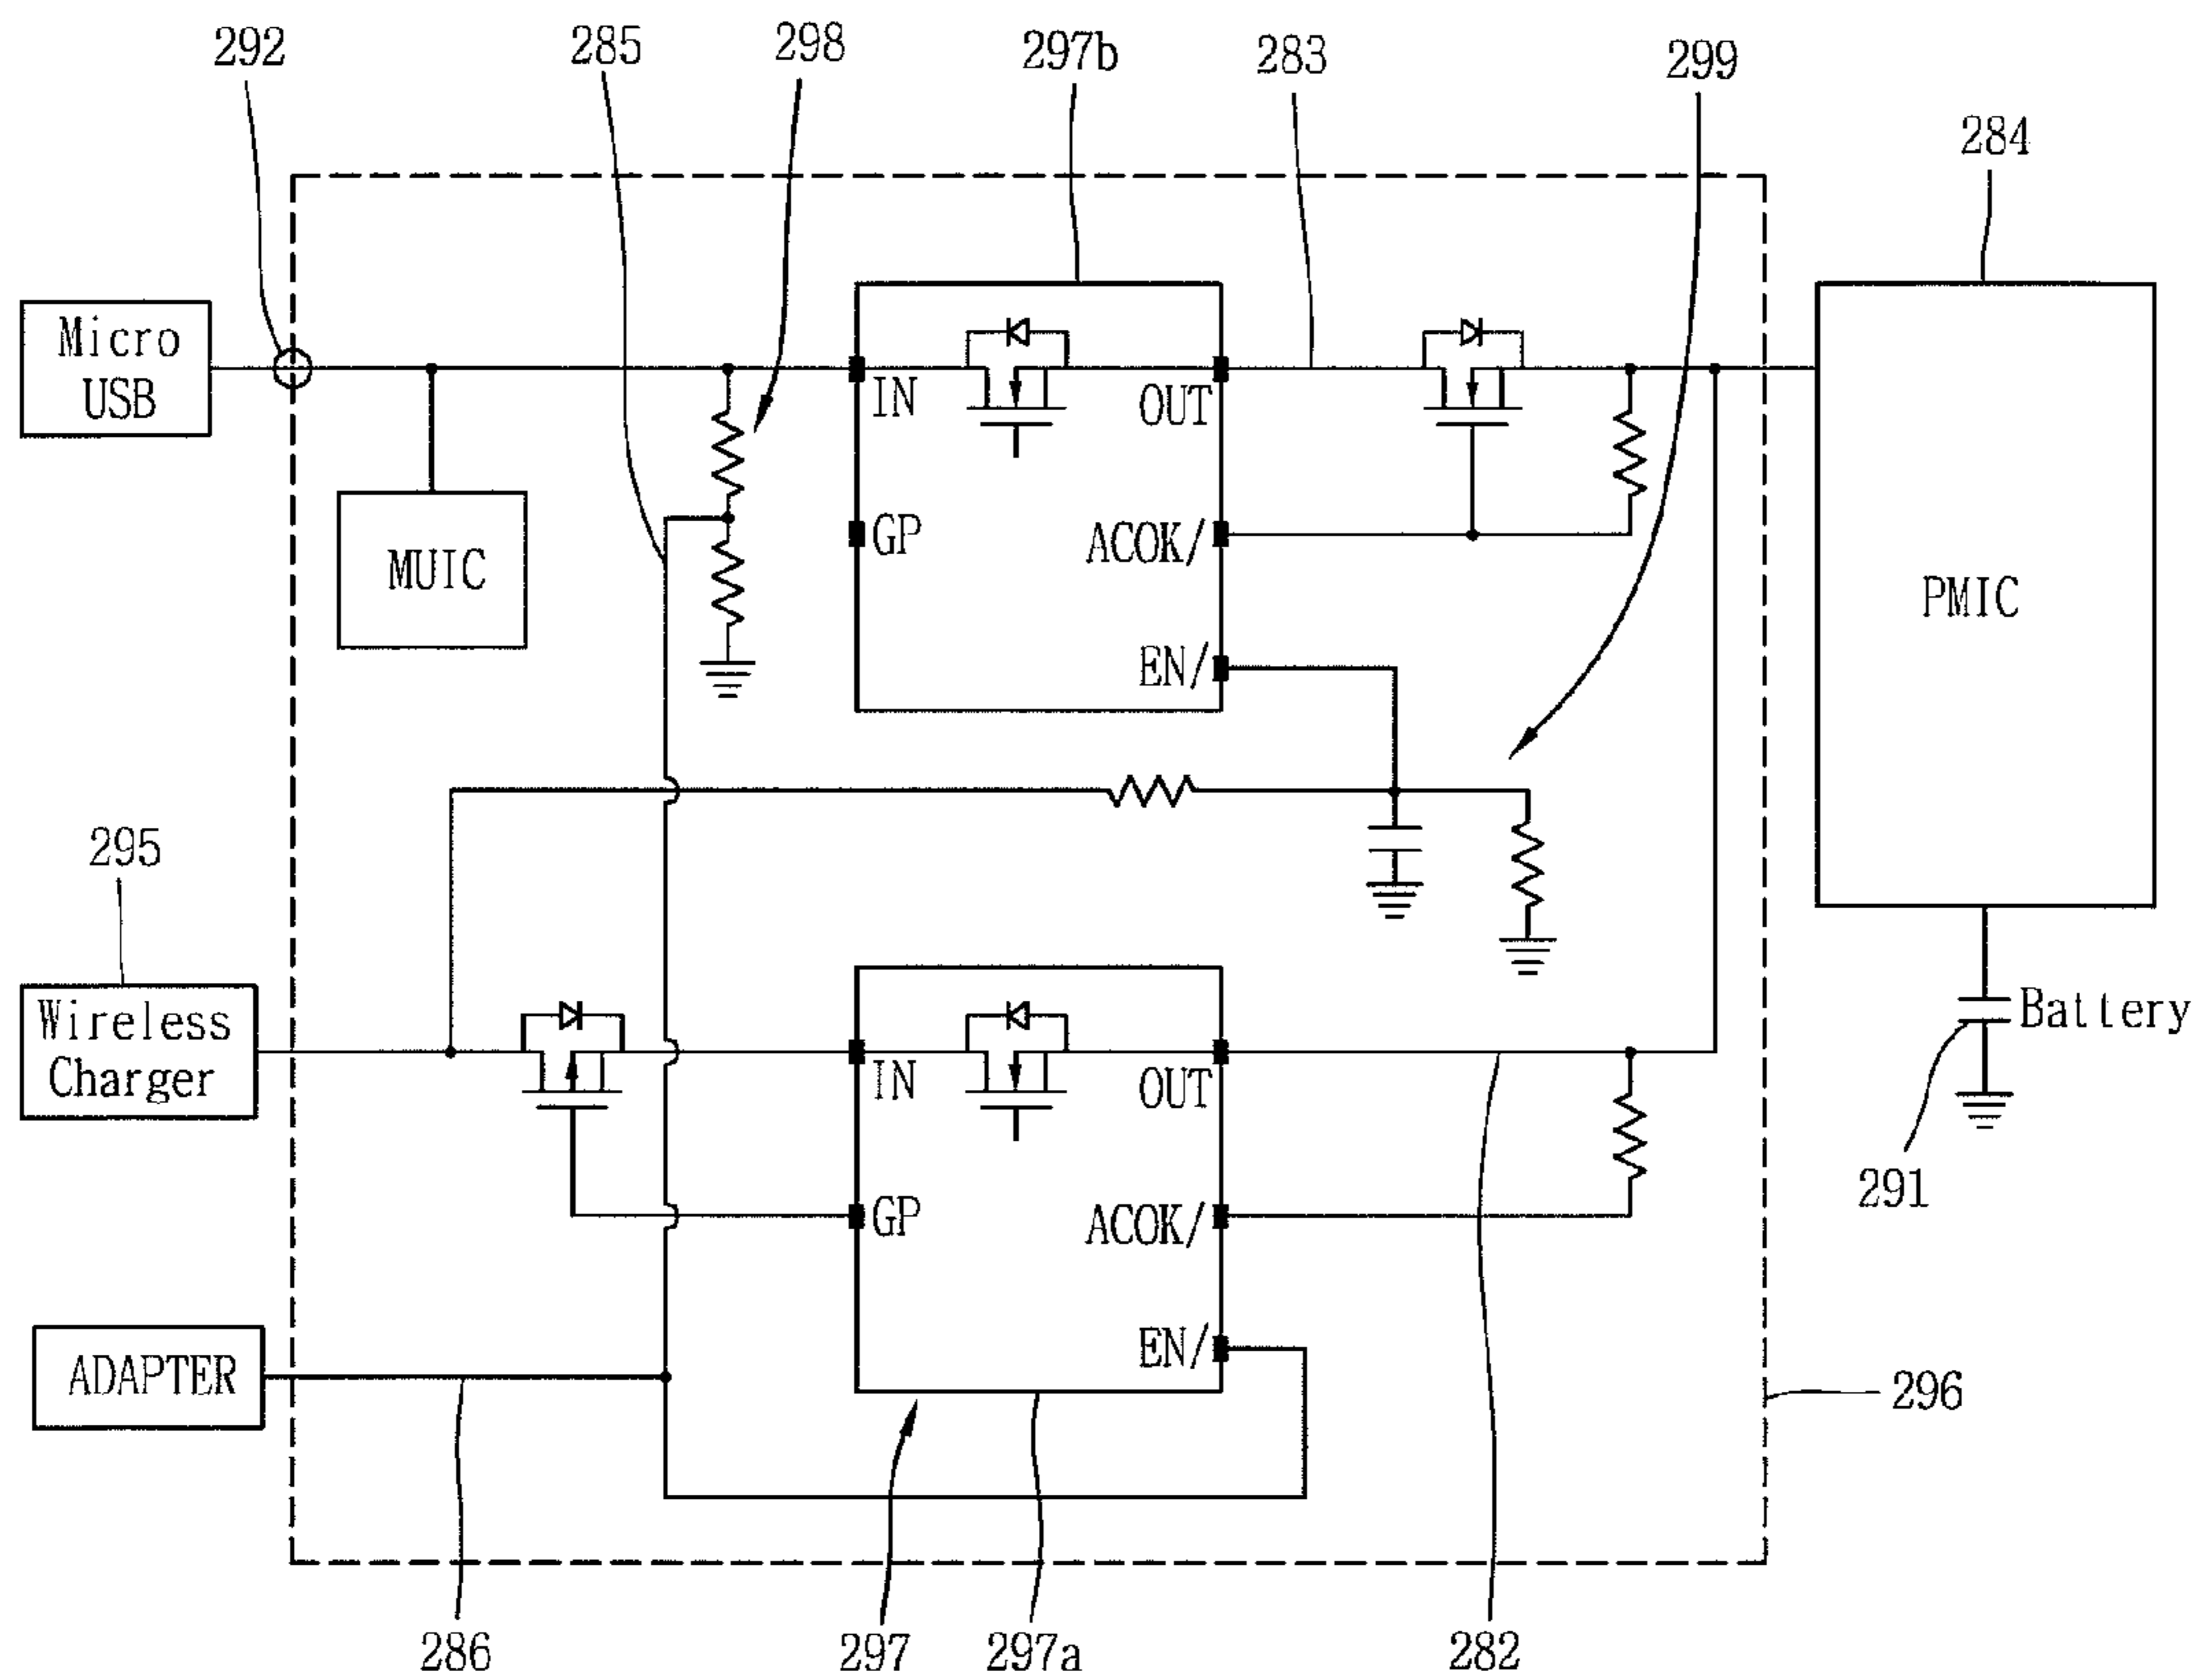 292
285
298
297b
283
299
284
Micro
USB
MUIC
IN
OUT
GP
ACOK/
EN/
PMIC
295
Wireless
Charger
IN
OUT
GP
ACOK/
EN/
Battery
291
ADAPTER
296
286
297
297a
282